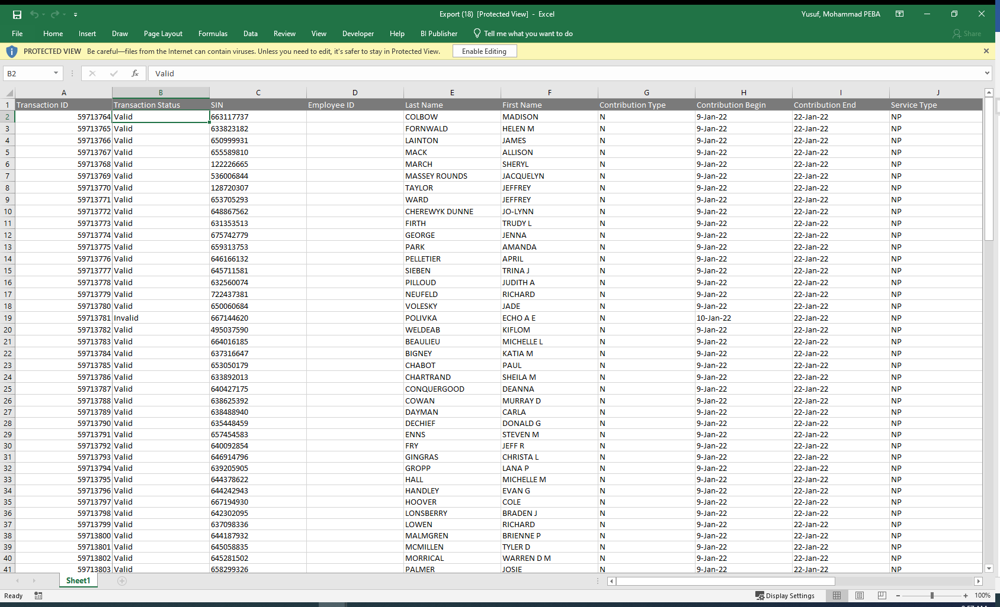 Export (18) [Protected View] - Excel
Yusuf, Mohammad PEBA
File Home Insert Draw Page Layout Formulas Data Review View Developer Help BI Publisher Tell me what you want to do Share
PROTECTED VIEW Be careful—files from the Internet can contain viruses. Unless you need to edit, it's safer to stay in Protected View. Enable Editing
B2 fx Valid
A B C D E F G H I J
1 Transaction ID Transaction Status SIN Employee ID Last Name First Name Contribution Type Contribution Begin Contribution End Service Type
2 59713764 Valid 663117737 COLBOW MADISON N 9-Jan-22 22-Jan-22 NP
3 59713765 Valid 633823182 FORNWALD HELEN M N 9-Jan-22 22-Jan-22 NP
4 59713766 Valid 650999931 LAINTON JAMES N 9-Jan-22 22-Jan-22 NP
5 59713767 Valid 655589810 MACK ALLISON N 9-Jan-22 22-Jan-22 NP
6 59713768 Valid 122226665 MARCH SHERYL N 9-Jan-22 22-Jan-22 NP
7 59713769 Valid 536006844 MASSEY ROUNDS JACQUELYN N 9-Jan-22 22-Jan-22 NP
8 59713770 Valid 128720307 TAYLOR JEFFREY N 9-Jan-22 22-Jan-22 NP
9 59713771 Valid 653705293 WARD JEFFREY N 9-Jan-22 22-Jan-22 NP
10 59713772 Valid 648867562 CHEREWYK DUNNE JO-LYNN N 9-Jan-22 22-Jan-22 NP
11 59713773 Valid 631353513 FIRTH TRUDY L N 9-Jan-22 22-Jan-22 NP
12 59713774 Valid 675742779 GEORGE JENNA N 9-Jan-22 22-Jan-22 NP
13 59713775 Valid 659313753 PARK AMANDA N 9-Jan-22 22-Jan-22 NP
14 59713776 Valid 646166132 PELLETIER APRIL N 9-Jan-22 22-Jan-22 NP
15 59713777 Valid 645711581 SIEBEN TRINA J N 9-Jan-22 22-Jan-22 NP
16 59713778 Valid 632560074 PILLOUD JUDITH A N 9-Jan-22 22-Jan-22 NP
17 59713779 Valid 722437381 NEUFELD RICHARD N 9-Jan-22 22-Jan-22 NP
18 59713780 Valid 650060684 VOLESKY JADE N 9-Jan-22 22-Jan-22 NP
19 59713781 Invalid 667144620 POLIVKA ECHO A E N 10-Jan-22 22-Jan-22 NP
20 59713782 Valid 495037590 WELDEAB KIFLOM N 9-Jan-22 22-Jan-22 NP
21 59713783 Valid 664016185 BEAULIEU MICHELLE L N 9-Jan-22 22-Jan-22 NP
22 59713784 Valid 637316647 BIGNEY KATIA M N 9-Jan-22 22-Jan-22 NP
23 59713785 Valid 653050179 CHABOT PAUL N 9-Jan-22 22-Jan-22 NP
24 59713786 Valid 633892013 CHARTRAND SHEILA M N 9-Jan-22 22-Jan-22 NP
25 59713787 Valid 640427175 CONQUERGOOD DEANNA N 9-Jan-22 22-Jan-22 NP
26 59713788 Valid 638625392 COWAN MURRAY D N 9-Jan-22 22-Jan-22 NP
27 59713789 Valid 638488940 DAYMAN CARLA N 9-Jan-22 22-Jan-22 NP
28 59713790 Valid 635448459 DECHIEF DONALD G N 9-Jan-22 22-Jan-22 NP
29 59713791 Valid 657454583 ENNS STEVEN M N 9-Jan-22 22-Jan-22 NP
30 59713792 Valid 640092854 FRY JEFF R N 9-Jan-22 22-Jan-22 NP
31 59713793 Valid 646914796 GINGRAS CHRISTA L N 9-Jan-22 22-Jan-22 NP
32 59713794 Valid 639205905 GROPP LANA P N 9-Jan-22 22-Jan-22 NP
33 59713795 Valid 644378622 HALL MICHELLE M N 9-Jan-22 22-Jan-22 NP
34 59713796 Valid 644242943 HANDLEY EVAN G N 9-Jan-22 22-Jan-22 NP
35 59713797 Valid 667194930 HOOVER COLE N 9-Jan-22 22-Jan-22 NP
36 59713798 Valid 642302095 LONSBERRY BRADEN J N 9-Jan-22 22-Jan-22 NP
37 59713799 Valid 637098336 LOWEN RICHARD N 9-Jan-22 22-Jan-22 NP
38 59713800 Valid 644187932 MALMGREN BRIENNE P N 9-Jan-22 22-Jan-22 NP
39 59713801 Valid 645058835 MCMILLEN TYLER D N 9-Jan-22 22-Jan-22 NP
40 59713802 Valid 645281502 MORRICAL WARREN D M N 9-Jan-22 22-Jan-22 NP
41 59713803 Valid 658299326 PALMER JOSIE N 9-Jan-22 22-Jan-22 NP
Sheet1
Ready Display Settings 100%